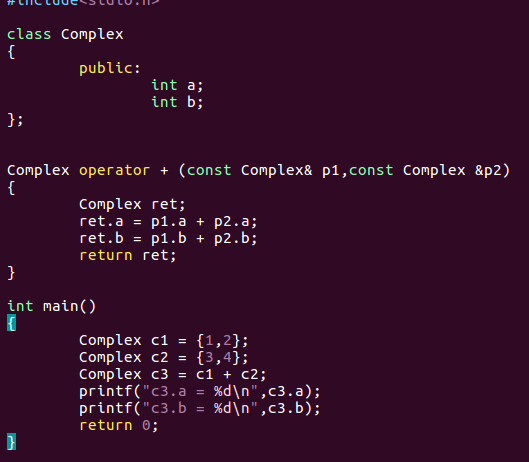 #include<stdio.h>
class Complex
{
public:
int a;
int b;
};
Complex operator + (const Complex& p1,const Complex &p2)
{
Complex ret;
ret.a = p1.a + p2.a;
ret.b = p1.b + p2.b;
return ret;
}
int main()
{
Complex c1 = {1,2};
Complex c2 = {3,4};
Complex c3 = c1 + c2;
printf("c3.a = %d\n",c3.a);
printf("c3.b = %d\n",c3.b);
return 0;
}